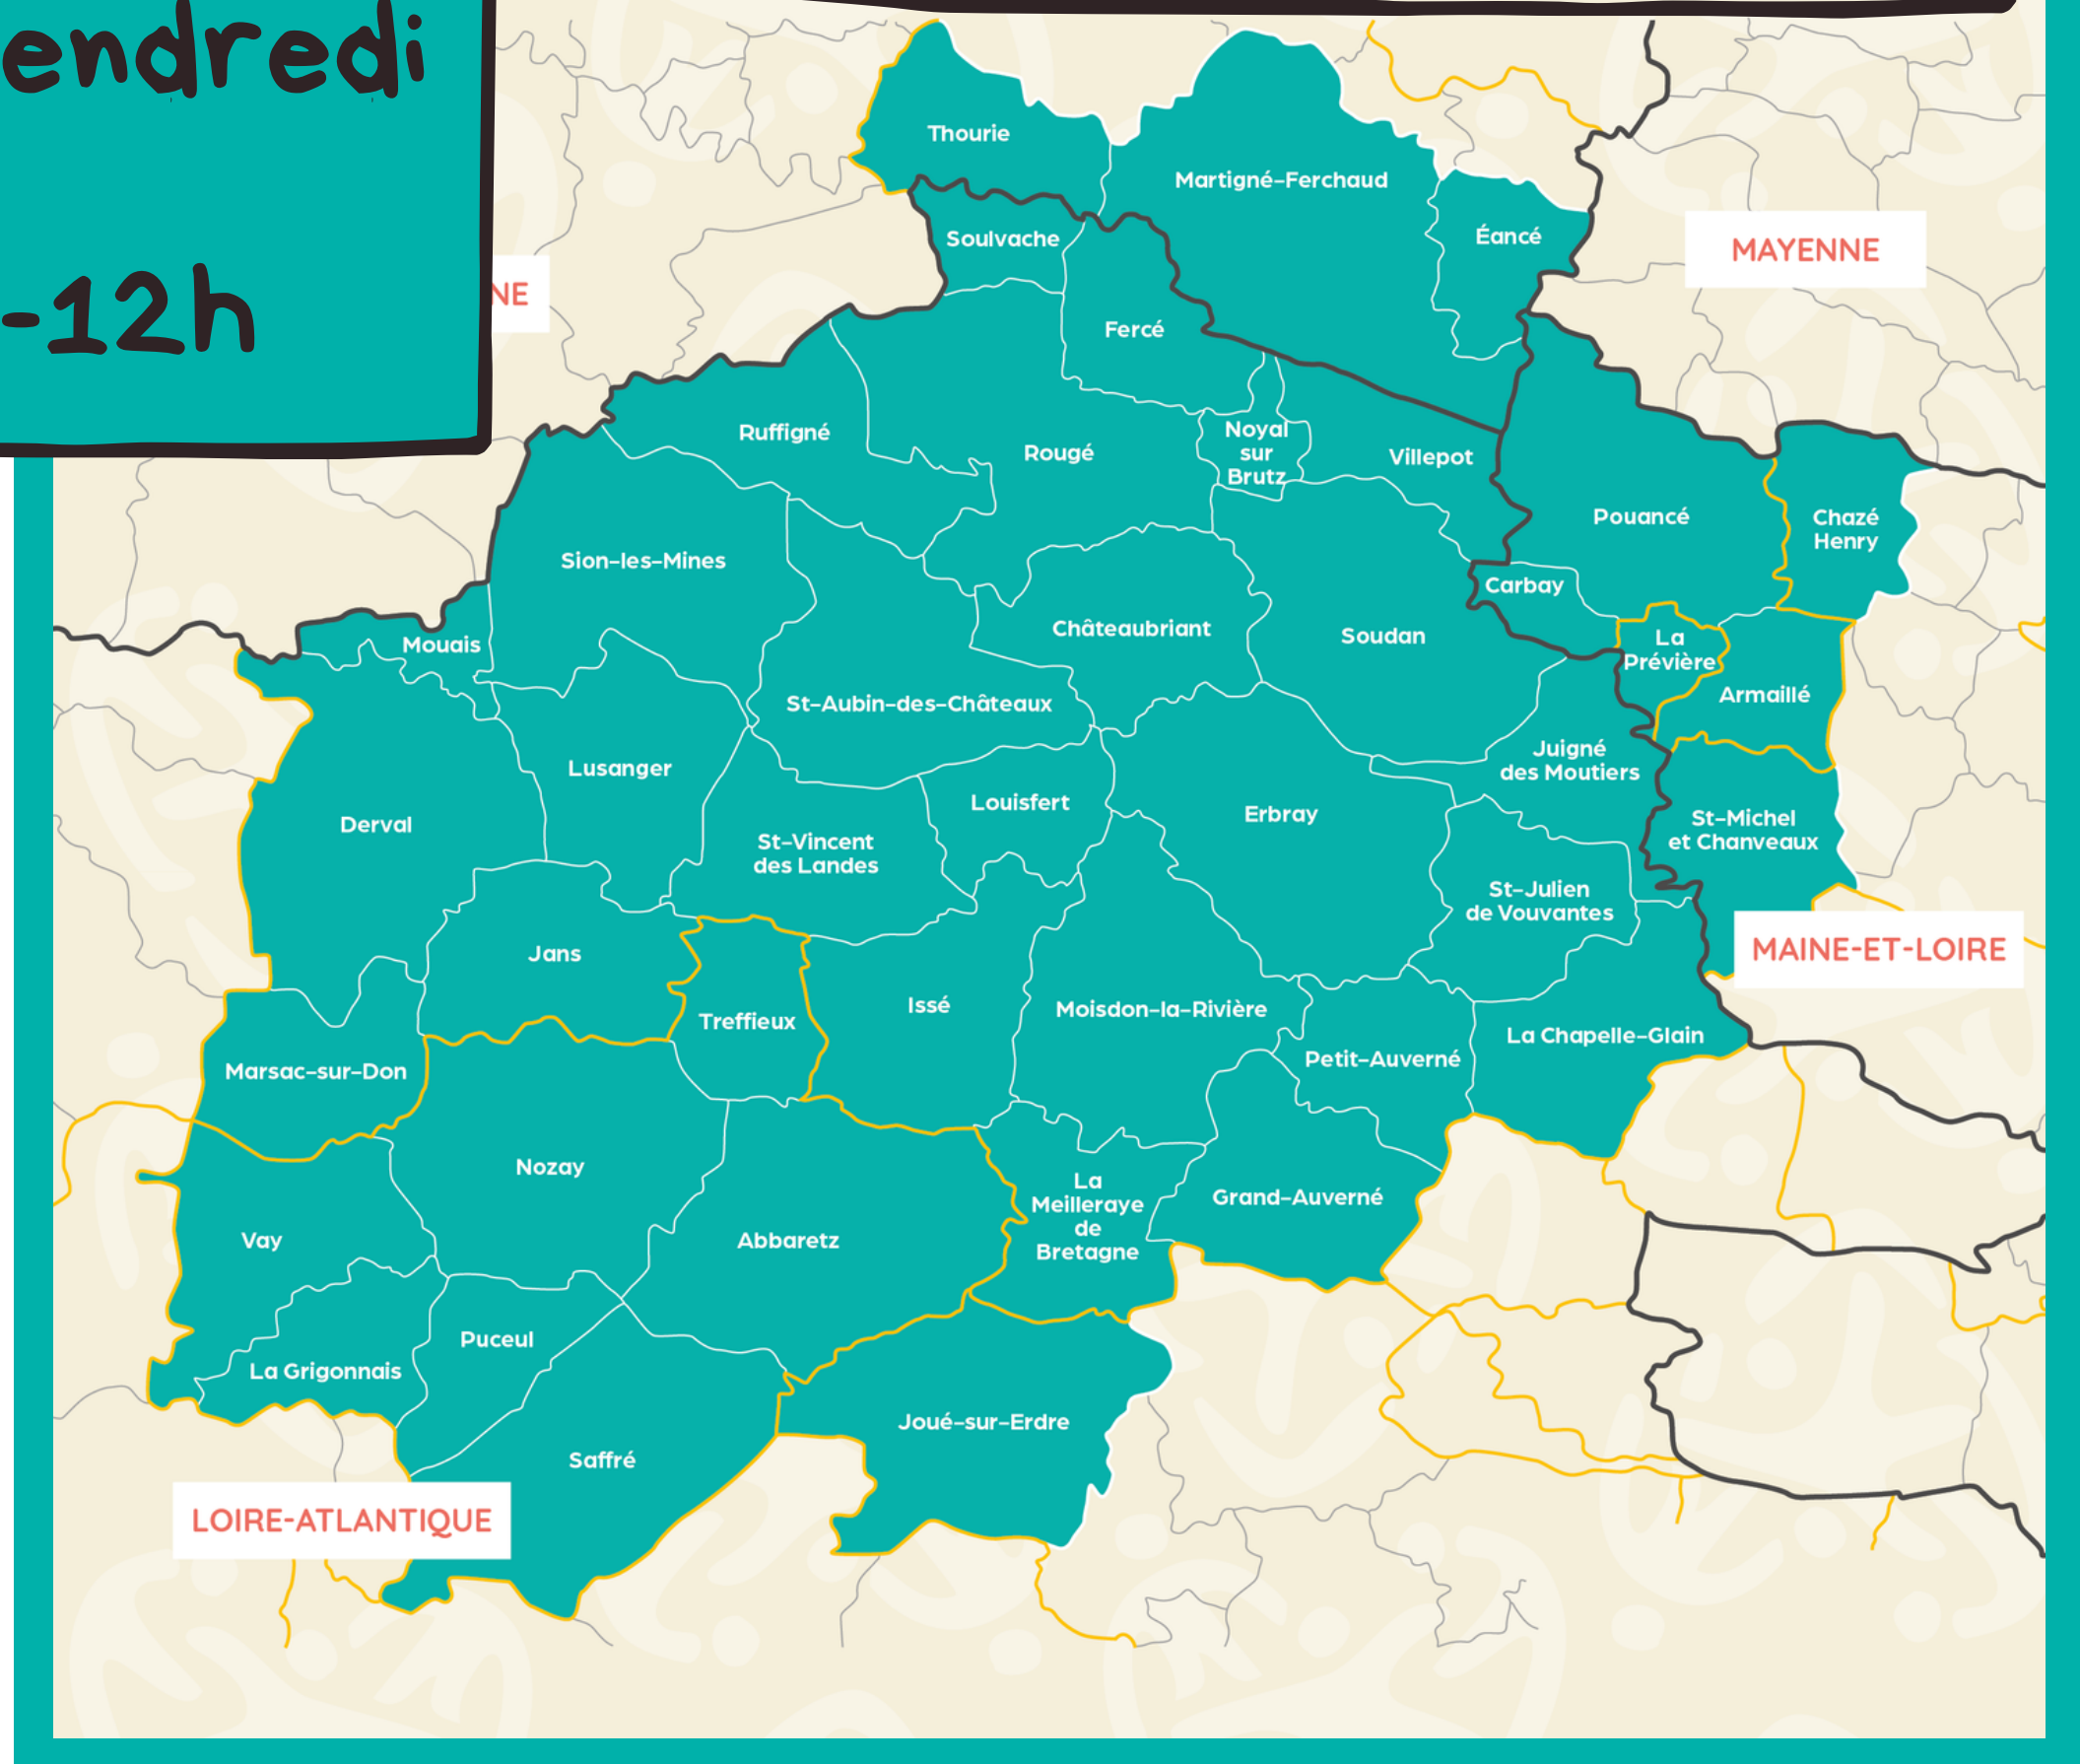 endredi
-12h
NE
Thourie
Martigné-Ferchaud
Soulvache
Éancé
MAYENNE
Fercé
Ruffigné
Rougé
Noyal
sur
Brutz
Villepot
Pouancé
Chazé
Henry
Sion-les-Mines
Carbay
Châteaubriant
Soudan
Mouais
La
Prévière
Armaillé
St-Aubin-des-Châteaux
Juigné
des Moutiers
Lusanger
Louisfert
Erbray
Derval
St-Michel
et Chanveaux
St-Vincent
des Landes
St-Julien
de Vouvantes
MAINE-ET-LOIRE
Jans
Treffieux
Issé
Moisdon-la-Rivière
La Chapelle-Glain
Petit-Auverné
Marsac-sur-Don
Nozay
La
Meilleraye
de
Bretagne
Grand-Auverné
Vay
Abbaretz
Puceul
La Grigonnais
Joué-sur-Erdre
Saffré
LOIRE-ATLANTIQUE